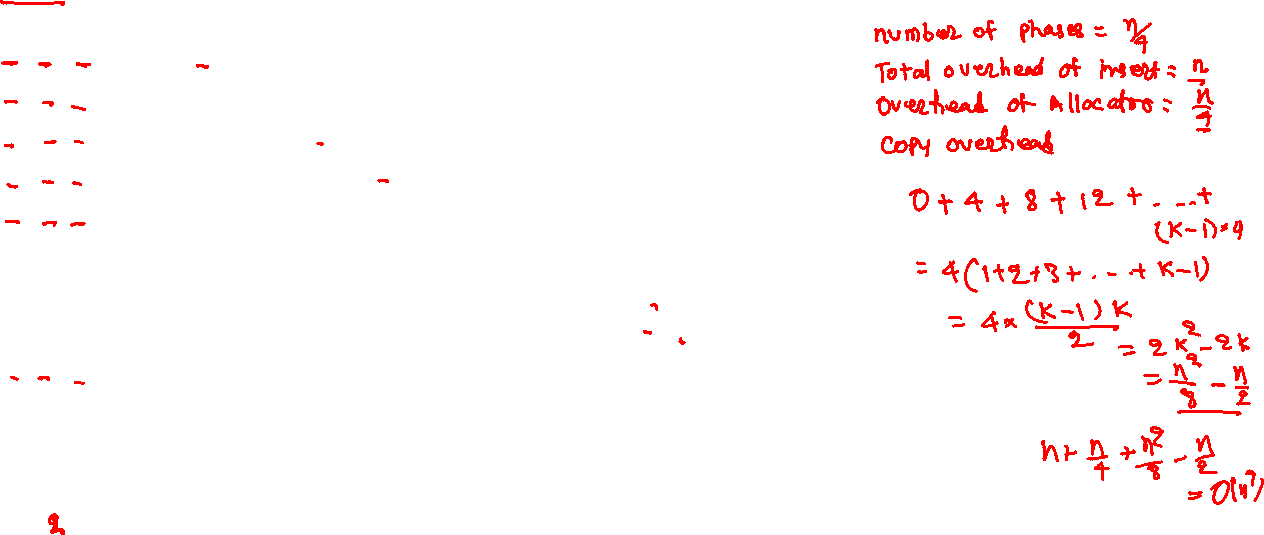 number of phases = n/4
Total overhead of insert = n
Overhead of Allocation = n/4
Copy overhead
0 + 4 + 8 + 12 + ... + (K-1)*4
= 4(1+2+3+...+K-1)
= 4 * (K-1)K/2
= 2K² - 2K
= n²/8 - n/2
n + n/4 + n²/8 - n/2
= O(n²)
2